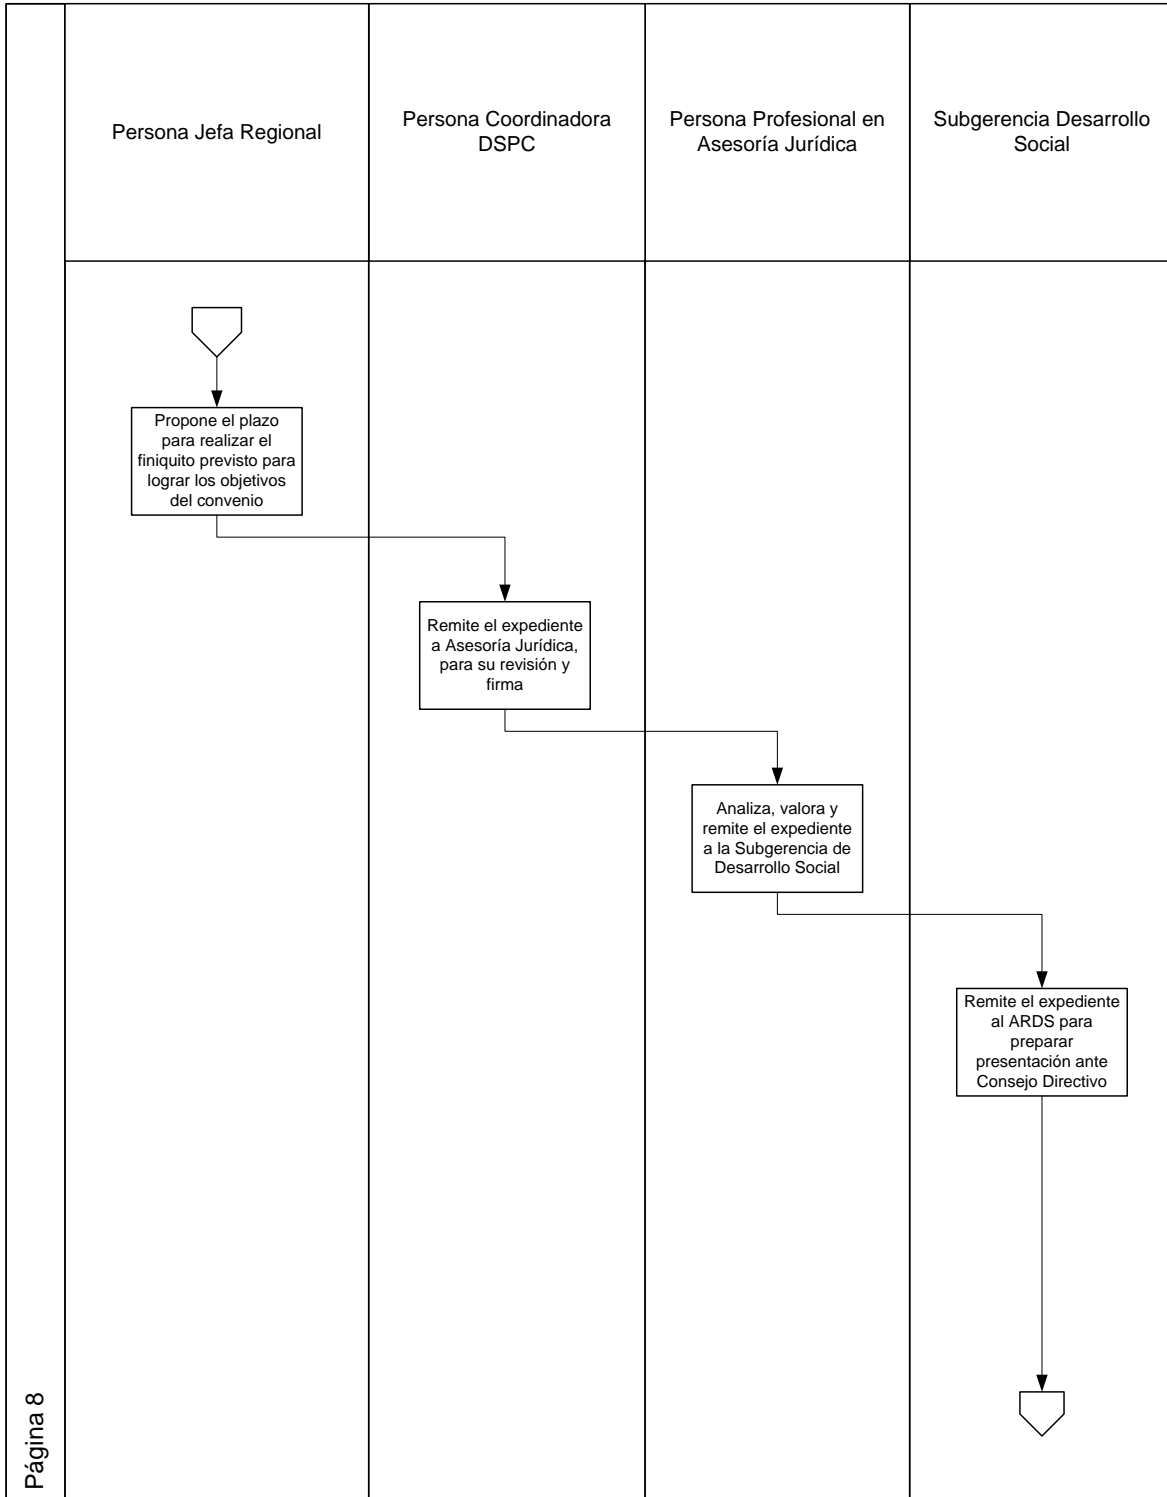 Persona Jefa Regional
Persona Coordinadora
DSPC
Persona Profesional en
Asesoría Jurídica
Subgerencia Desarrollo
Social
Propone el plazo
para realizar el
finiquito previsto para
lograr los objetivos
del convenio
Remite el expediente
a Asesoría Jurídica,
para su revisión y
firma
Analiza, valora y
remite el expediente
a la Subgerencia de
Desarrollo Social
Remite el expediente
al ARDS para
preparar
presentación ante
Consejo Directivo
Página 8